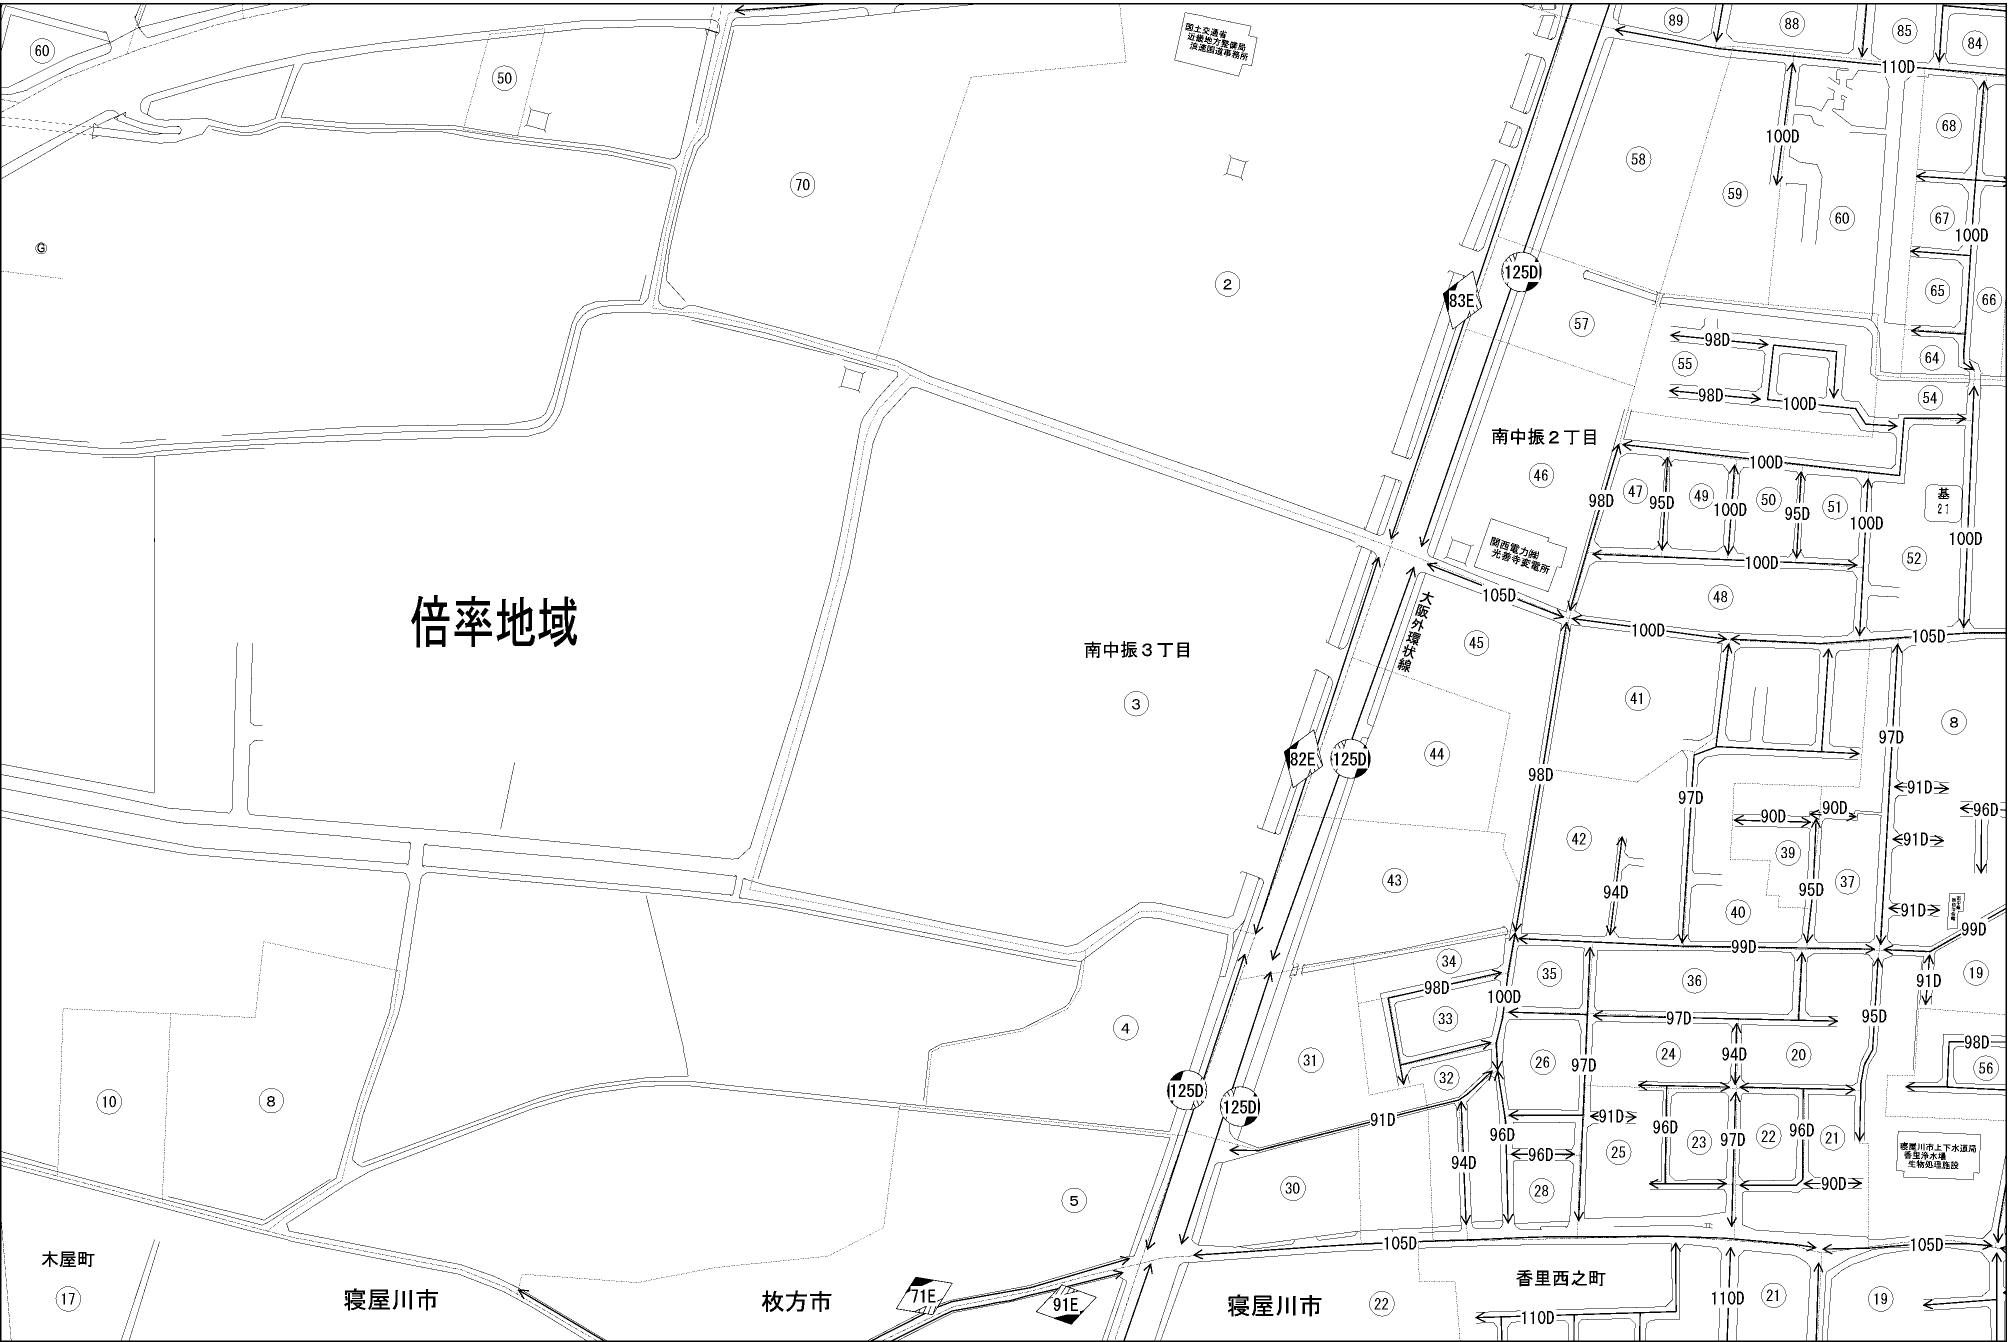 89
88
85
84
60
国土交通省
近畿地方整備局
浪速国道事務所
50
110D
68
100D
58
70
59
60
67
100D
G
2
125D
83E
65
66
57
98D
64
55
98D
100D
54
南中振2丁目
46
100D
47
95D
49
100D
50
95D
51
100D
基
21
98D
100D
52
関西電力㈱
光善寺変電所
100D
105D
48
倍率地域
大阪外環状線
100D
105D
45
南中振3丁目
41
3
8
97D
44
82E
125D
98D
91D
97D
90D
90D
96D
42
91D
39
43
94D
95D
37
40
91D
99D
99D
34
35
36
19
98D
100D
91D
33
97D
95D
4
31
26
97D
24
94D
20
98D
56
32
125D
125D
10
8
91D
91D
96D
96D
97D
22
96D
21
23
94D
96D
25
寝屋川市上下水道局
香里浄水場
生物処理施設
5
30
28
90D
105D
105D
木屋町
17
寝屋川市
枚方市
71E
91E
寝屋川市
22
香里西之町
110D
110D
21
19